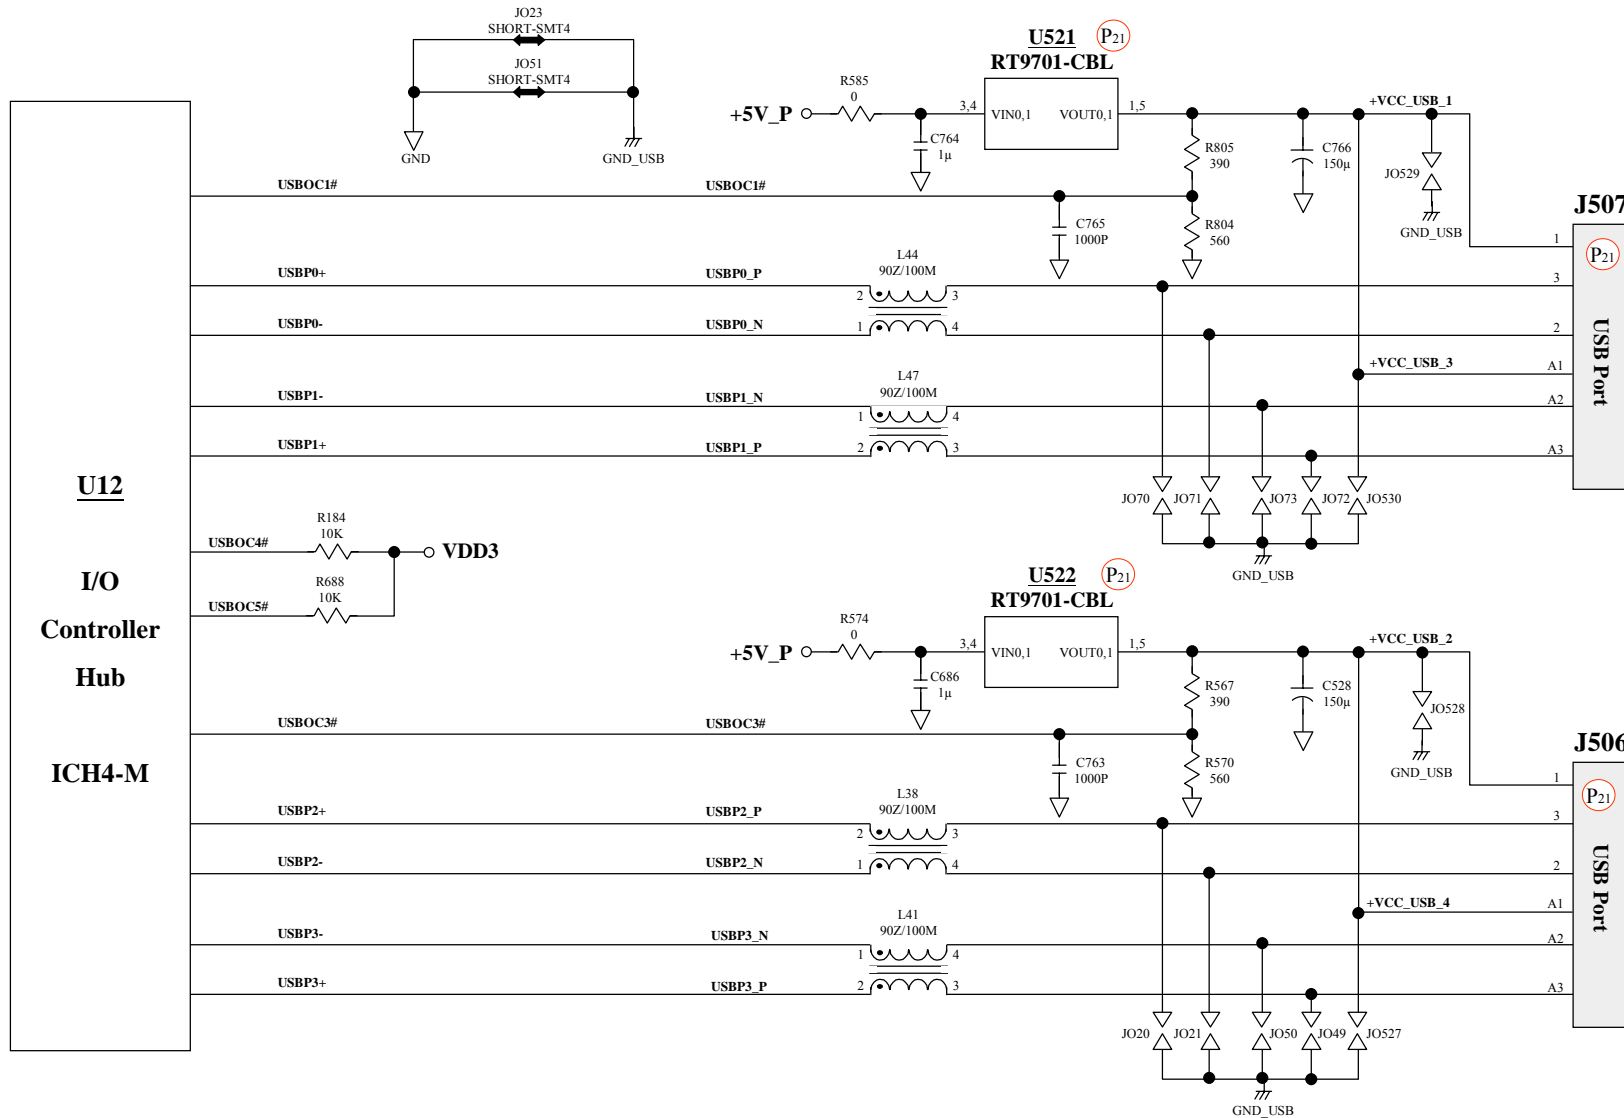 JO23
SHORT-SMT4
JO51
SHORT-SMT4
GND
GND_USB
U521
P21
RT9701-CBL
R585
0
+5V_P
3,4
VIN0,1
VOUT0,1
1,5
C764
1μ
R805
390
C766
150μ
+VCC_USB_1
JO529
GND_USB
J507
P21
USB Port
USBOC1#
USBOC1#
C765
1000P
R804
560
1
USBP0+
USBP0_P
L44
90Z/100M
2
3
3
USBP0-
USBP0_N
1
4
2
+VCC_USB_3
A1
USBP1-
USBP1_N
L47
90Z/100M
1
4
A2
USBP1+
USBP1_P
2
3
A3
JO70
JO71
JO73
JO72
JO530
GND_USB
U12
I/O
Controller
Hub
ICH4-M
USBOC4#
R184
10K
VDD3
USBOC5#
R688
10K
U522
P21
RT9701-CBL
R574
0
+5V_P
3,4
VIN0,1
VOUT0,1
1,5
C686
1μ
R567
390
C528
150μ
+VCC_USB_2
JO528
GND_USB
J506
P21
USB Port
USBOC3#
USBOC3#
C763
1000P
R570
560
1
USBP2+
USBP2_P
L38
90Z/100M
2
3
3
USBP2-
USBP2_N
1
4
2
+VCC_USB_4
A1
USBP3-
USBP3_N
L41
90Z/100M
1
4
A2
USBP3+
USBP3_P
2
3
A3
JO20
JO21
JO50
JO49
JO527
GND_USB